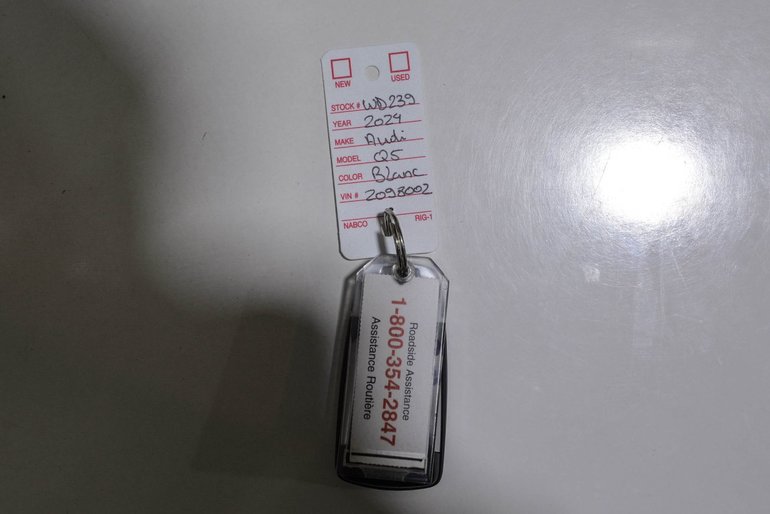 NEW USED
STOCK # WD239
YEAR 2024
MAKE Audi
MODEL Q5
COLOR Blanc
VIN # 2093002
NABCO RIG-1
Roadside Assistance
1-800-354-2847
Assistance Routière